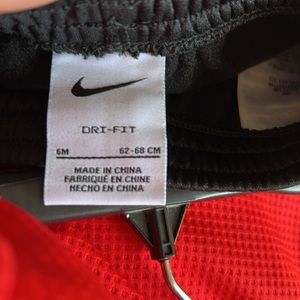 DRI-FIT
6M 62-68 CM
MADE IN CHINA
FABRIQUÉ EN CHINE
HECHO EN CHINA